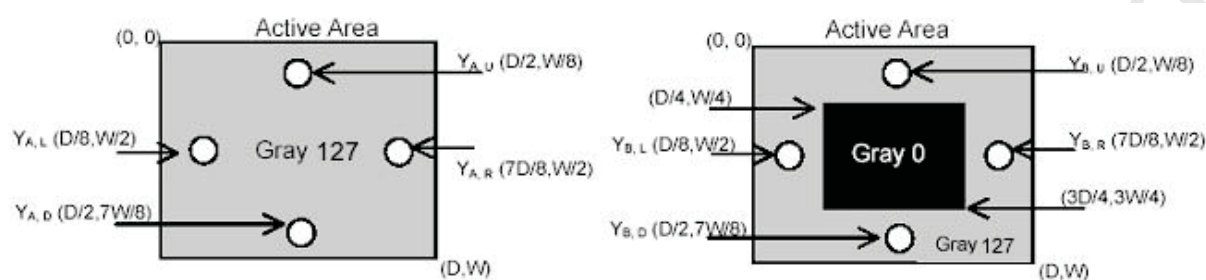 Active Area
(0, 0)
Y_A, U (D/2,W/8)
Y_A, L (D/8,W/2)
Gray 127
Y_A, R (7D/8,W/2)
Y_A, D (D/2,7W/8)
(D,W)
Active Area
(0, 0)
Y_B, U (D/2,W/8)
(D/4,W/4)
Y_B, L (D/8,W/2)
Gray 0
Y_B, R (7D/8,W/2)
(3D/4,3W/4)
Y_B, D (D/2,7W/8)
Gray 127
(D,W)